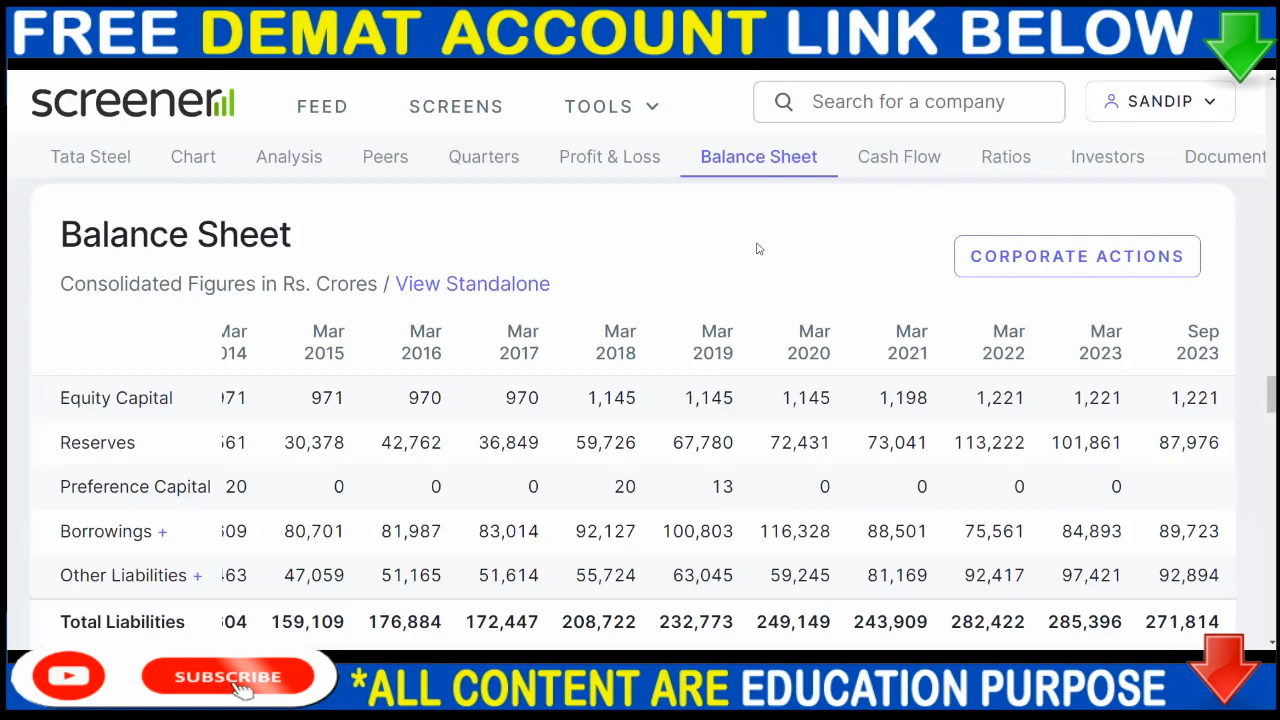 FREE DEMAT ACCOUNT LINK BELOW
screener FEED SCREENS TOOLS Search for a company SANDIP
Tata Steel Chart Analysis Peers Quarters Profit & Loss Balance Sheet Cash Flow Ratios Investors Document
Balance Sheet
CORPORATE ACTIONS
Consolidated Figures in Rs. Crores / View Standalone
Mar Mar Mar Mar Mar Mar Mar Mar Mar Sep
014 2015 2016 2017 2018 2019 2020 2021 2022 2023 2023
Equity Capital 971 970 970 1,145 1,145 1,145 1,198 1,221 1,221 1,221
Reserves 30,378 42,762 36,849 59,726 67,780 72,431 73,041 113,222 101,861 87,976
Preference Capital 20 0 0 0 20 13 0 0 0 0
Borrowings + 80,701 81,987 83,014 92,127 100,803 116,328 88,501 75,561 84,893 89,723
Other Liabilities + 47,059 51,165 51,614 55,724 63,045 59,245 81,169 92,417 97,421 92,894
Total Liabilities 159,109 176,884 172,447 208,722 232,773 249,149 243,909 282,422 285,396 271,814
SUBSCRIBE
*ALL CONTENT ARE EDUCATION PURPOSE